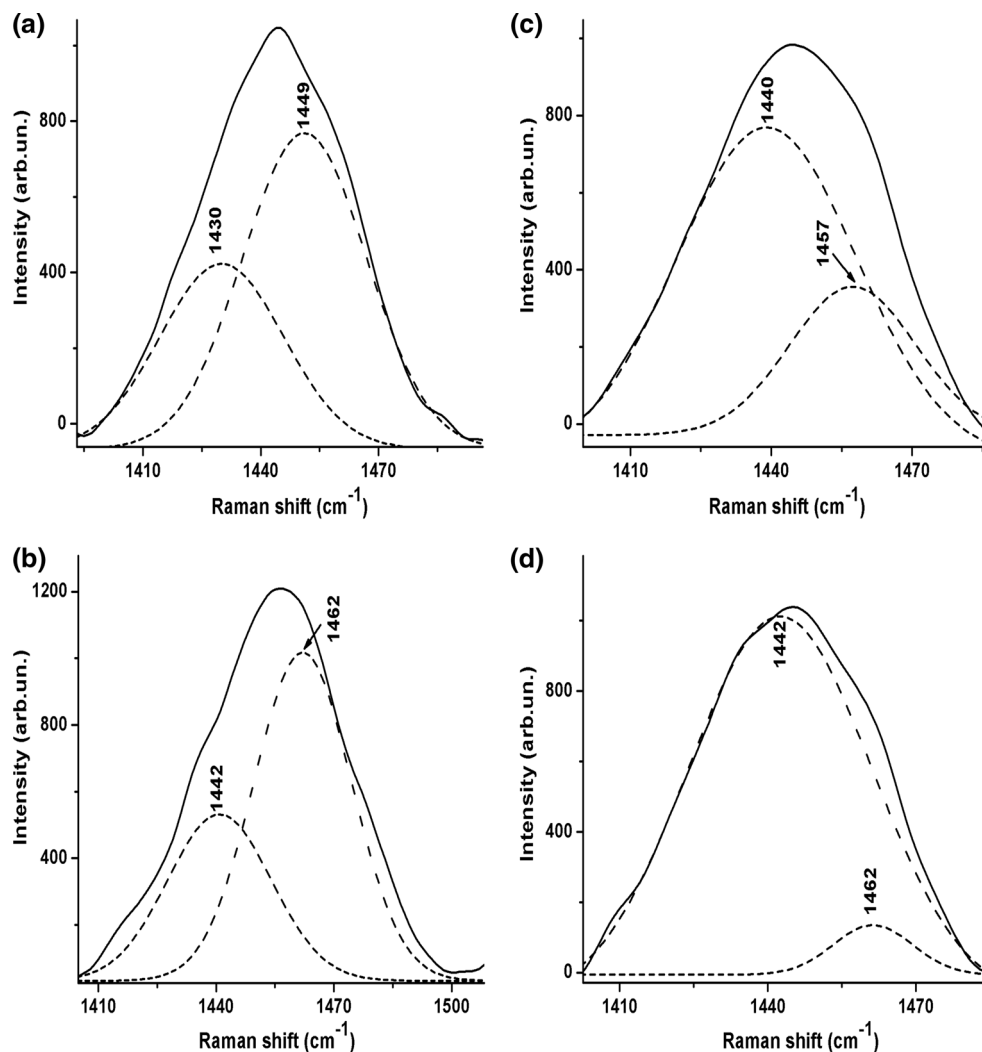 (a)
Intensity (arb.un.)
800
400
0
1430
1449
1410
1440
1470
Raman shift (cm⁻¹)
(c)
Intensity (arb.un.)
800
400
0
1440
1457
1410
1440
1470
Raman shift (cm⁻¹)
(b)
Intensity (arb.un.)
1200
800
400
1442
1462
1410
1440
1470
1500
Raman shift (cm⁻¹)
(d)
Intensity (arb.un.)
800
400
0
1442
1462
1410
1440
1470
Raman shift (cm⁻¹)